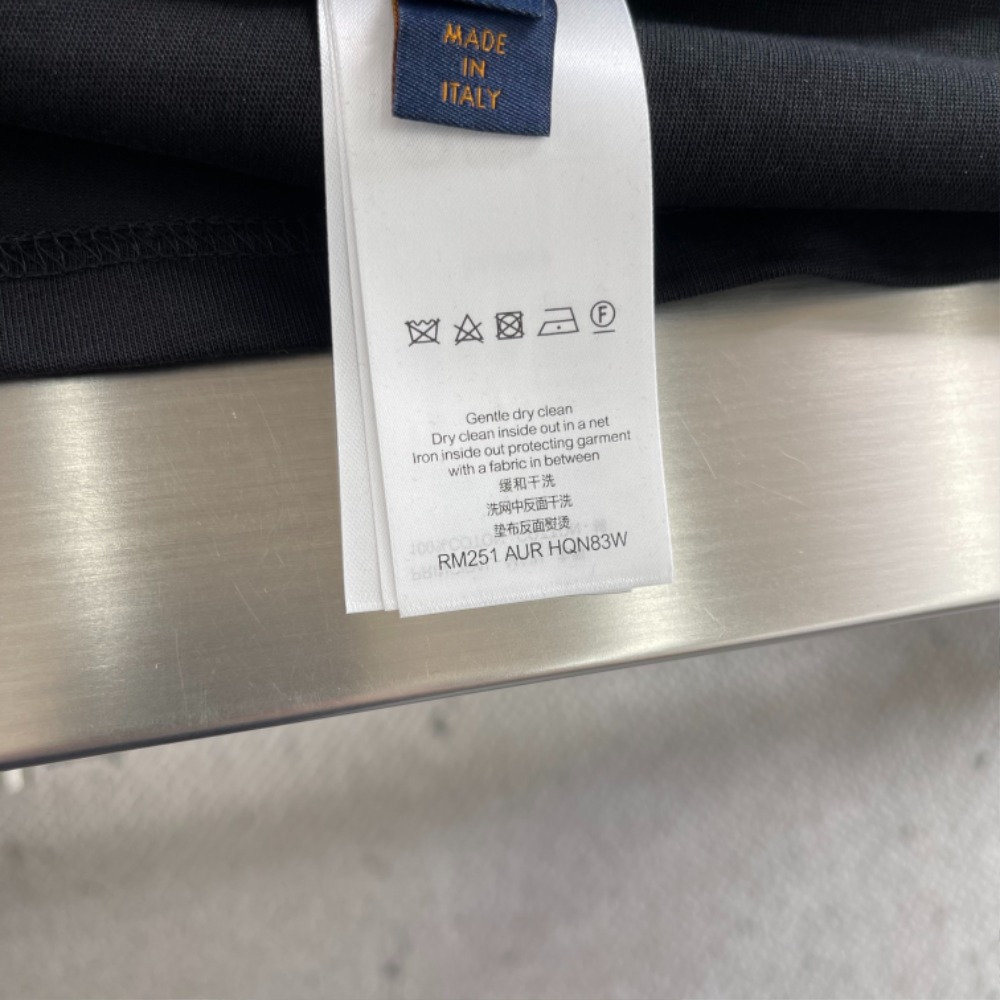 MADE
IN
ITALY
F
Gentle dry clean
Dry clean inside out in a net
Iron inside out protecting garment
with a fabric in between
缓和干洗
洗网中反面干洗
垫布反面熨烫
RM251 AUR HQN83W